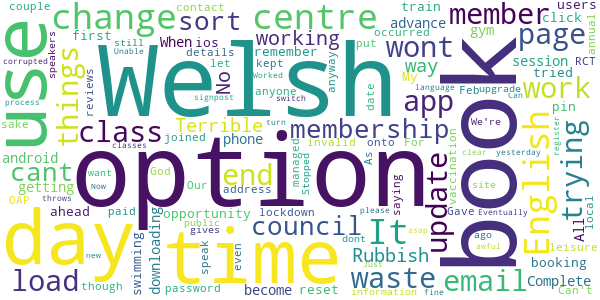 couple change centre sort member users
contact train click
When ios working advance page
speakers first details occurred gym
still Unable remember put session RCT
corrupted use things Welsh No let kept Worked anyone anyway wont way tried
reviews My Feb upgrade annual
process date app work
class phone membership language Can pin
sake Terrible invalid We're
android joined option As onto For book English trying
signpost switch turn
cant classes want God end managed Stopped saying update vaccination clear yesterday
getting Now Our address site register
OAP throws opportunity It
ahead paid downloading lockdown council ago All local
though public gives Rubbish Gave Eventually leisure
day swimming speak even time please dont asap waste email booking
load password become reset Just information fine awful Complete Can't
new